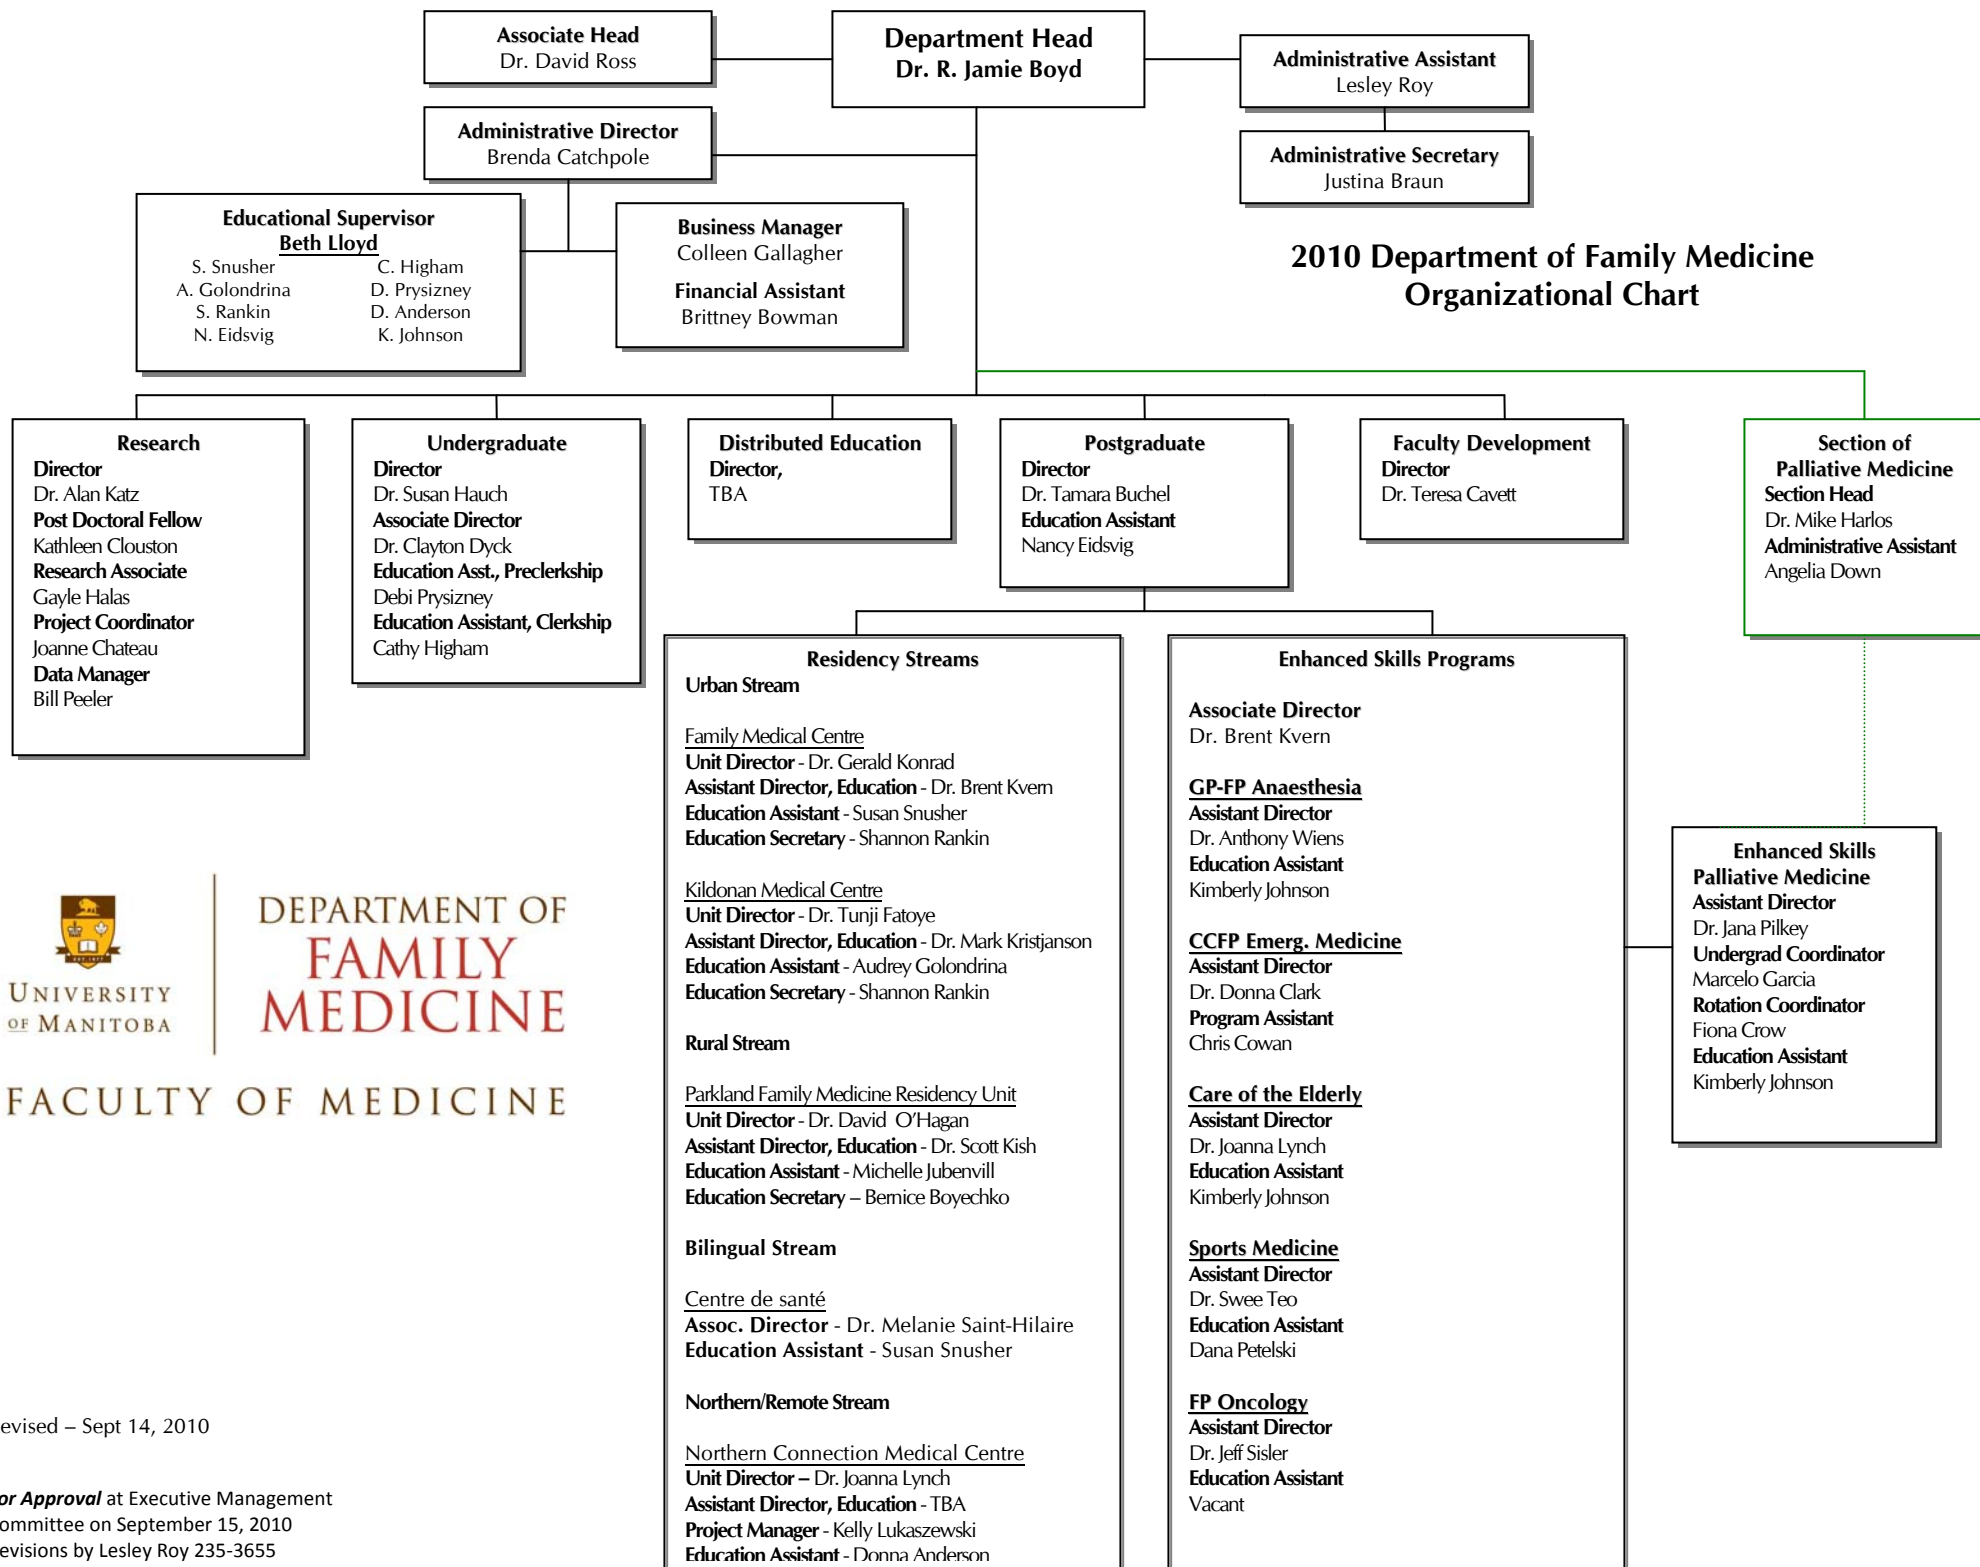 Associate Head
Dr. David Ross
Department Head
Dr. R. Jamie Boyd
Administrative Assistant
Lesley Roy
Administrative Director
Brenda Catchpole
Administrative Secretary
Justina Braun
Educational Supervisor
Beth Lloyd
S. Snusher C. Higham
A. Golondrina D. Prysizney
S. Rankin D. Anderson
N. Eidsvig K. Johnson
Business Manager
Colleen Gallagher
Financial Assistant
Brittney Bowman
2010 Department of Family Medicine
Organizational Chart
Research
Director
Dr. Alan Katz
Post Doctoral Fellow
Kathleen Clouston
Research Associate
Gayle Halas
Project Coordinator
Joanne Chateau
Data Manager
Bill Peeler
Undergraduate
Director
Dr. Susan Hauch
Associate Director
Dr. Clayton Dyck
Education Asst., Preclerkship
Debi Prysizney
Education Assistant, Clerkship
Cathy Higham
Distributed Education
Director,
TBA
Postgraduate
Director
Dr. Tamara Buchel
Education Assistant
Nancy Eidsvig
Faculty Development
Director
Dr. Teresa Cavett
Section of
Palliative Medicine
Section Head
Dr. Mike Harlos
Administrative Assistant
Angelia Down
Residency Streams
Urban Stream
Family Medical Centre
Unit Director - Dr. Gerald Konrad
Assistant Director, Education - Dr. Brent Kvern
Education Assistant - Susan Snusher
Education Secretary - Shannon Rankin
Kildonan Medical Centre
Unit Director - Dr. Tunji Fatoye
Assistant Director, Education - Dr. Mark Kristjanson
Education Assistant - Audrey Golondrina
Education Secretary - Shannon Rankin
Rural Stream
Parkland Family Medicine Residency Unit
Unit Director - Dr. David O'Hagan
Assistant Director, Education - Dr. Scott Kish
Education Assistant - Michelle Jubenvill
Education Secretary – Bernice Boyechko
Bilingual Stream
Centre de santé
Assoc. Director - Dr. Melanie Saint-Hilaire
Education Assistant - Susan Snusher
Northern/Remote Stream
Northern Connection Medical Centre
Unit Director – Dr. Joanna Lynch
Assistant Director, Education - TBA
Project Manager - Kelly Lukaszewski
Education Assistant - Donna Anderson
Enhanced Skills Programs
Associate Director
Dr. Brent Kvern
GP-FP Anaesthesia
Assistant Director
Dr. Anthony Wiens
Education Assistant
Kimberly Johnson
CCFP Emerg. Medicine
Assistant Director
Dr. Donna Clark
Program Assistant
Chris Cowan
Care of the Elderly
Assistant Director
Dr. Joanna Lynch
Education Assistant
Kimberly Johnson
Sports Medicine
Assistant Director
Dr. Swee Teo
Education Assistant
Dana Petelski
FP Oncology
Assistant Director
Dr. Jeff Sisler
Education Assistant
Vacant
Enhanced Skills
Palliative Medicine
Assistant Director
Dr. Jana Pilkey
Undergrad Coordinator
Marcelo Garcia
Rotation Coordinator
Fiona Crow
Education Assistant
Kimberly Johnson
UNIVERSITY
OF MANITOBA
DEPARTMENT OF
FAMILY
MEDICINE
FACULTY OF MEDICINE
evised – Sept 14, 2010
or Approval at Executive Management
ommittee on September 15, 2010
evisions by Lesley Roy 235-3655